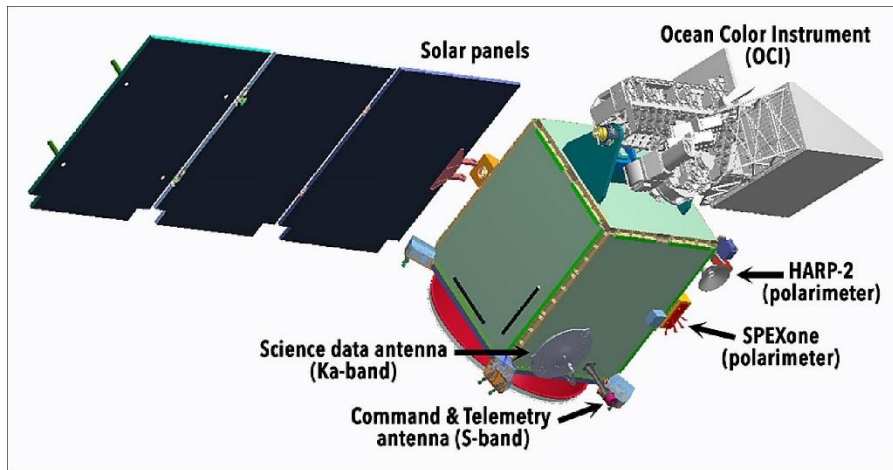 Solar panels
Ocean Color Instrument
(OCI)
HARP-2
(polarimeter)
SPEXone
(polarimeter)
Science data antenna
(Ka-band)
Command & Telemetry
antenna (S-band)